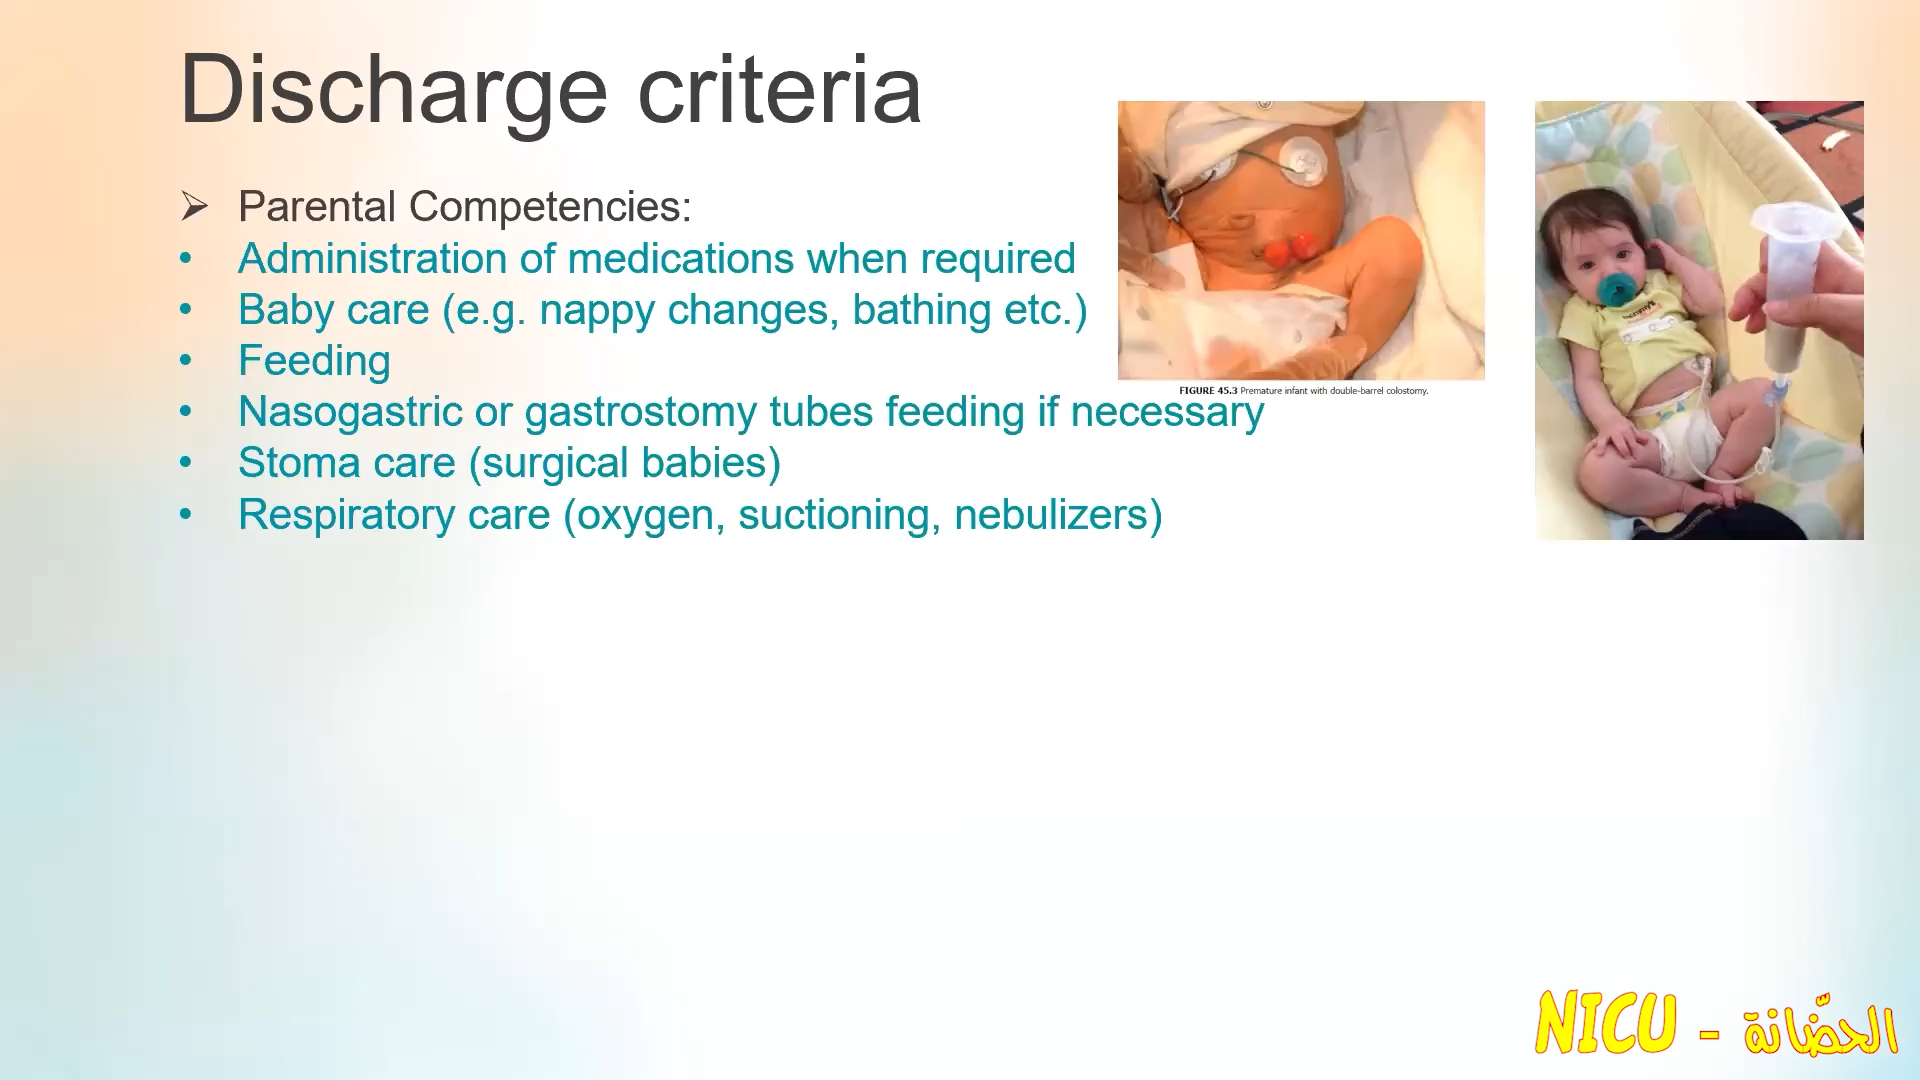 Discharge criteria
➢ Parental Competencies:
• Administration of medications when required
• Baby care (e.g. nappy changes, bathing etc.)
• Feeding
FIGURE 45.3 Premature infant with double-barrel colostomy.
• Nasogastric or gastrostomy tubes feeding if necessary
• Stoma care (surgical babies)
• Respiratory care (oxygen, suctioning, nebulizers)
NICU - الحضّانة